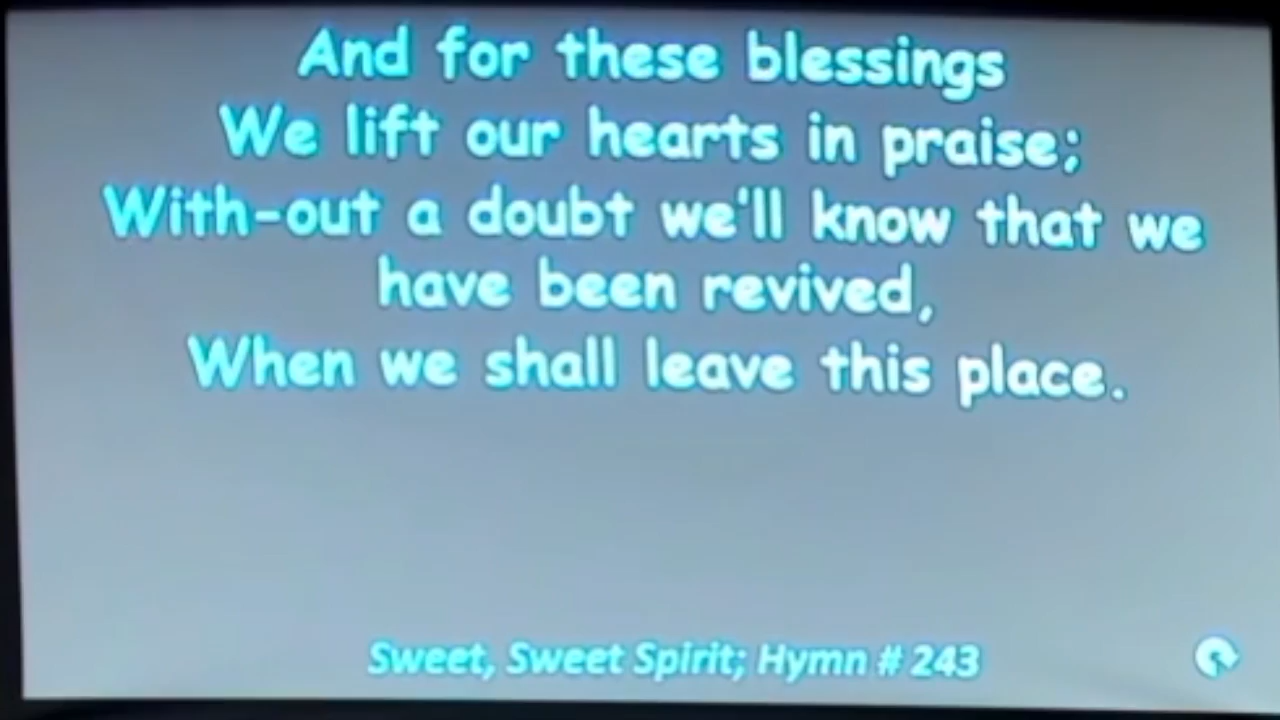 And for these blessings
We lift our hearts in praise;
With-out a doubt we'll know that we
have been revived,
When we shall leave this place.
Sweet, Sweet Spirit; Hymn # 243